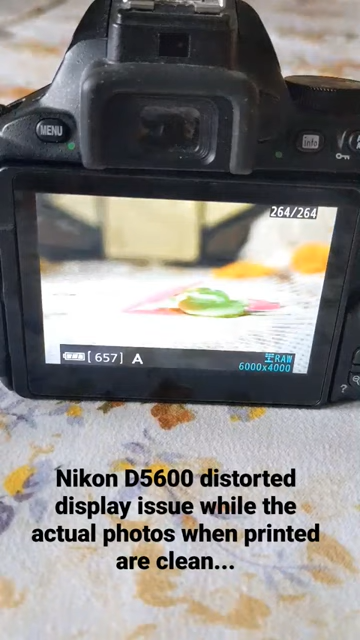 MENU
info
264/264
[657] A
RAW
6000x4000
?
Nikon D5600 distorted
display issue while the
actual photos when printed
are clean...